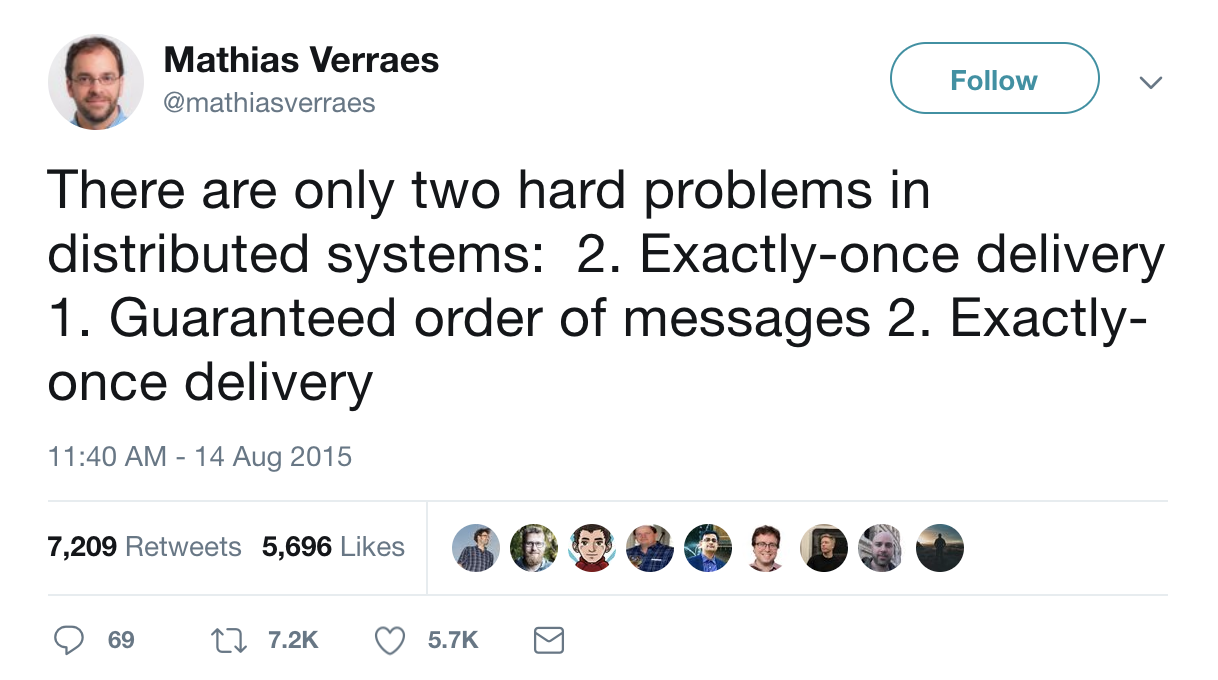 Mathias Verraes
@mathiasverraes
Follow
There are only two hard problems in
distributed systems:  2. Exactly-once delivery
1. Guaranteed order of messages 2. Exactly-
once delivery
11:40 AM - 14 Aug 2015
7,209 Retweets 5,696 Likes
69 7.2K 5.7K